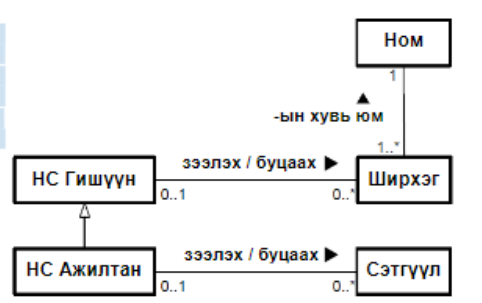 Ном
1
-ын хувь юм
1..*
НС Гишүүн
зээлэх / буцаах
Ширхэг
0..1
0..*
НС Ажилтан
зээлэх / буцаах
Сэтгүүл
0..1
0..*